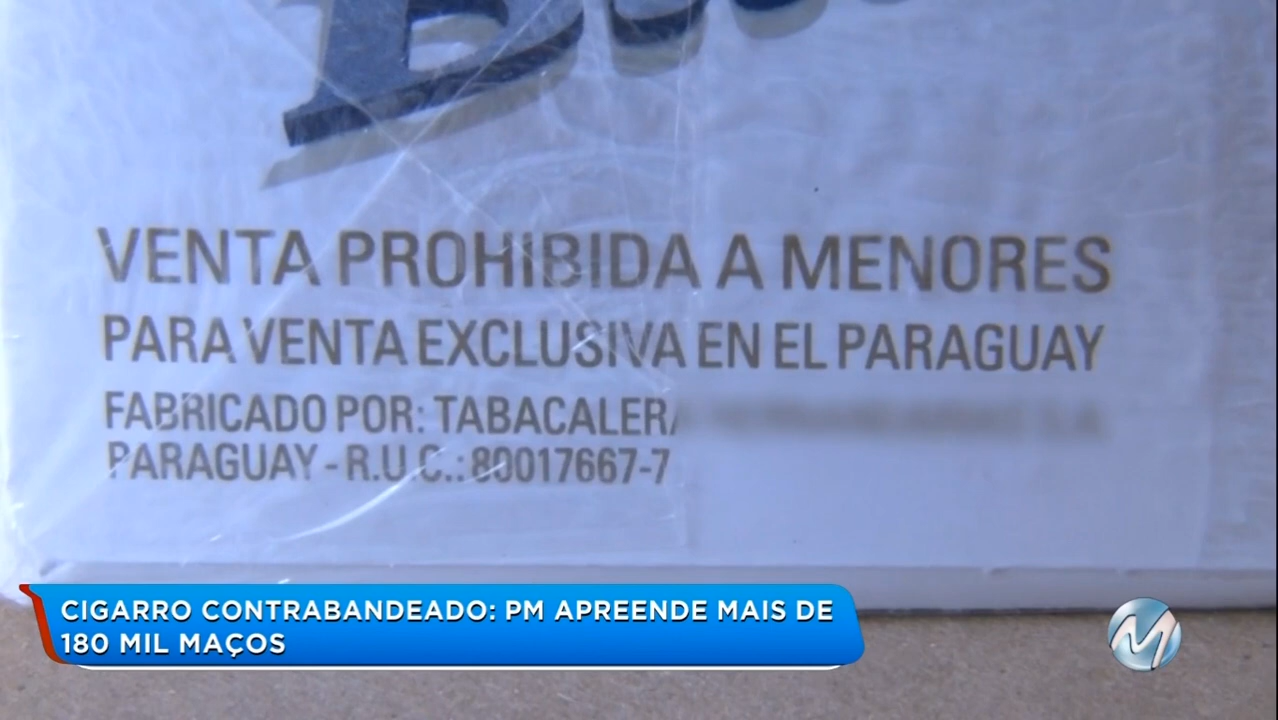 VENTA PROHIBIDA A MENORES
PARA VENTA EXCLUSIVA EN EL PARAGUAY
FABRICADO POR: TABACALERA
PARAGUAY - R.U.C.: 80017667-7
CIGARRO CONTRABANDEADO: PM APREENDE MAIS DE
180 MIL MAÇOS
M